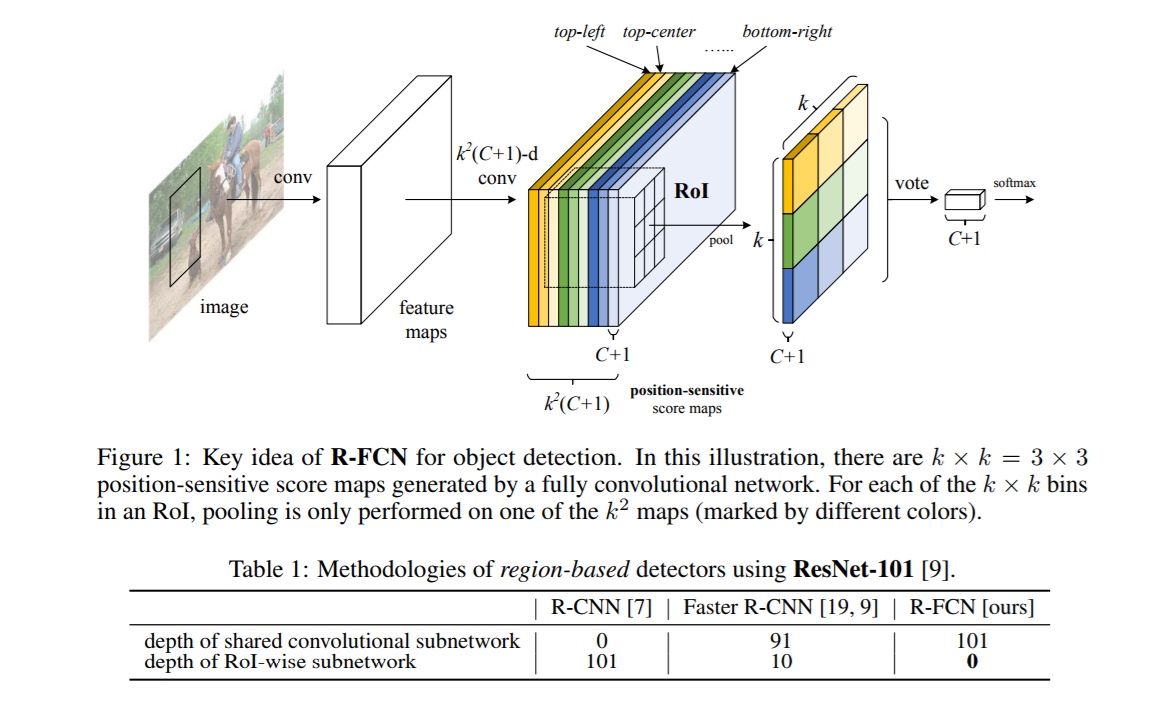 top-left top-center ...... bottom-right
k
k²(C+1)-d
conv
conv
RoI
vote
softmax
pool
k
C+1
image
feature
maps
C+1
C+1
k²(C+1)
position-sensitive
score maps
Figure 1: Key idea of R-FCN for object detection. In this illustration, there are k × k = 3 × 3
position-sensitive score maps generated by a fully convolutional network. For each of the k × k bins
in an RoI, pooling is only performed on one of the k² maps (marked by different colors).
Table 1: Methodologies of region-based detectors using ResNet-101 [9].
| R-CNN [7] | Faster R-CNN [19, 9] | R-FCN [ours]
depth of shared convolutional subnetwork | 0 | 91 | 101
depth of RoI-wise subnetwork | 101 | 10 | 0